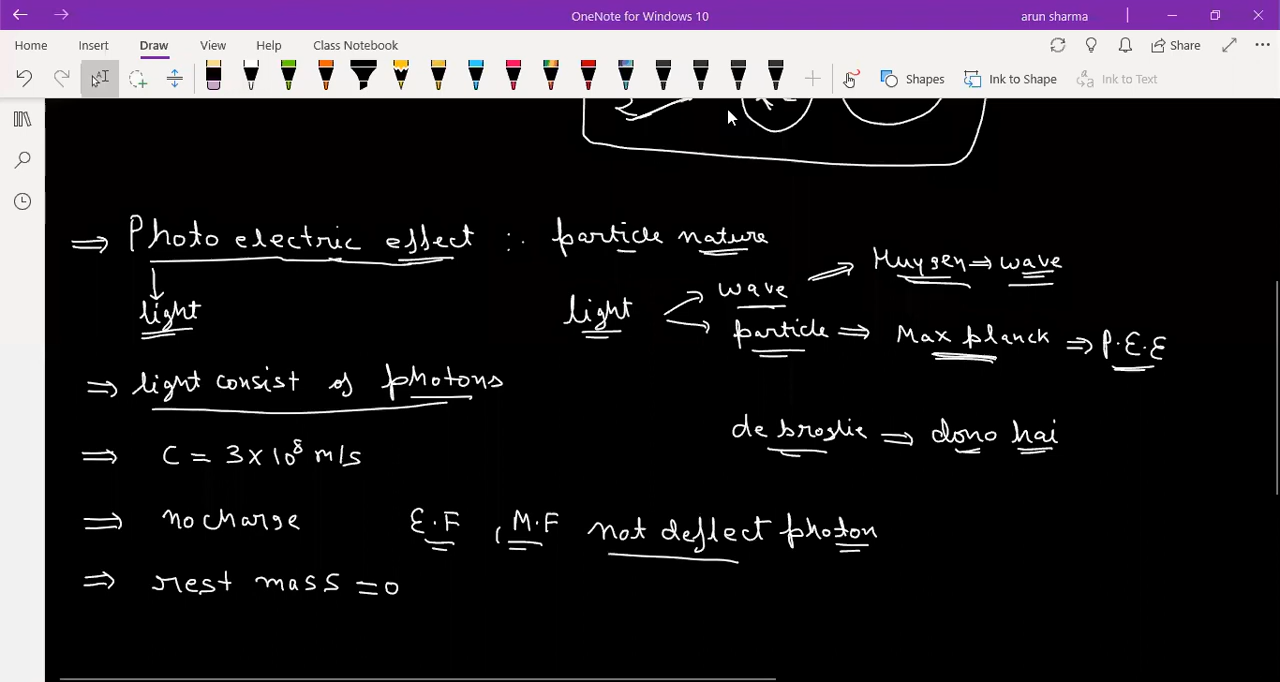 OneNote for Windows 10
arun sharma
Home Insert Draw View Help Class Notebook
Share
Shapes Ink to Shape Ink to Text
⇒ Photo electric effect : particle nature
light
light wave ⇒ Huygen ⇒ wave
particle ⇒ Max planck ⇒ P.E.E
⇒ light consist of photons
de broglie ⇒ dono hai
⇒ C = 3×10⁸ m/s
⇒ no charge E.F , M.F not deflect photon
⇒ rest mass = 0